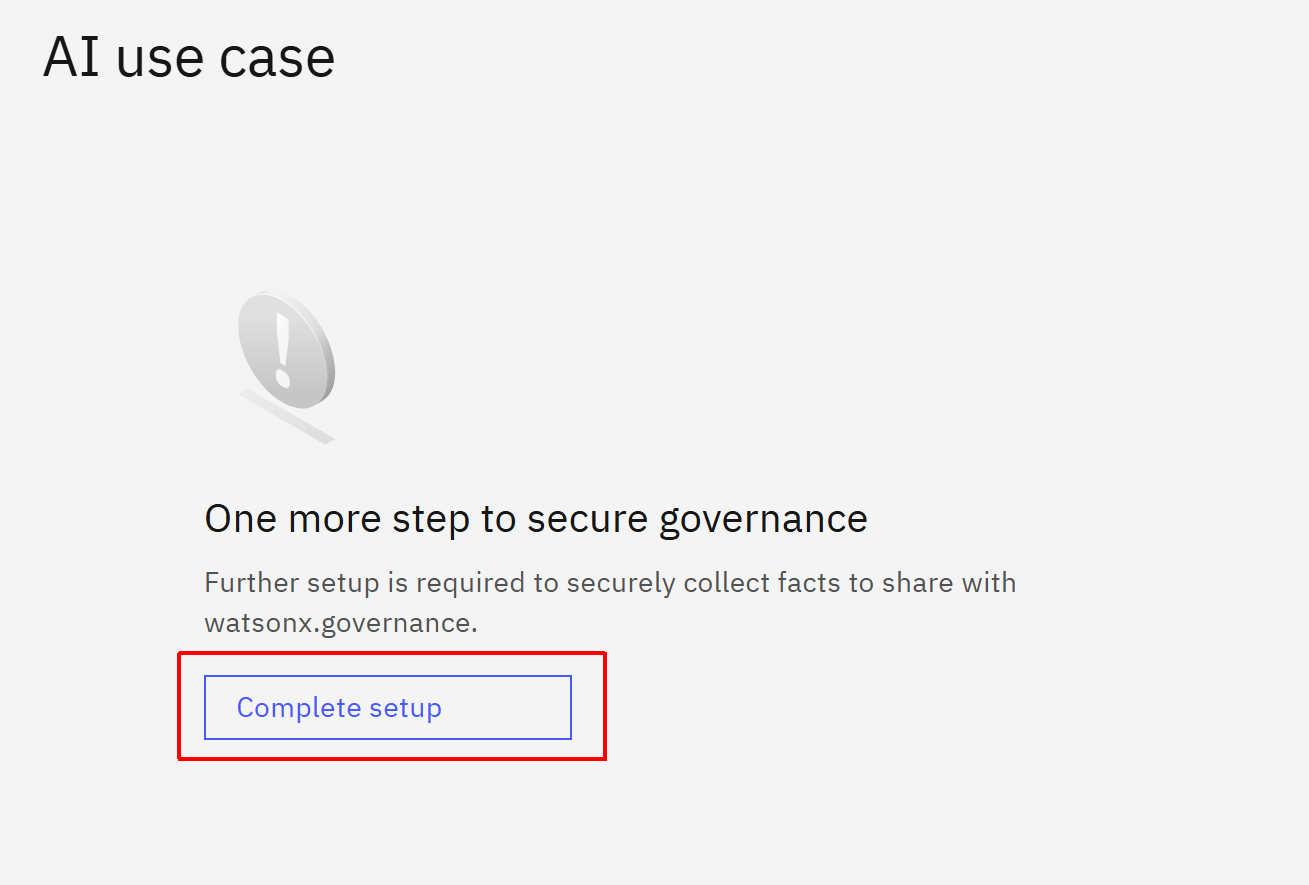 AI use case
One more step to secure governance
Further setup is required to securely collect facts to share with
watsonx.governance.
Complete setup